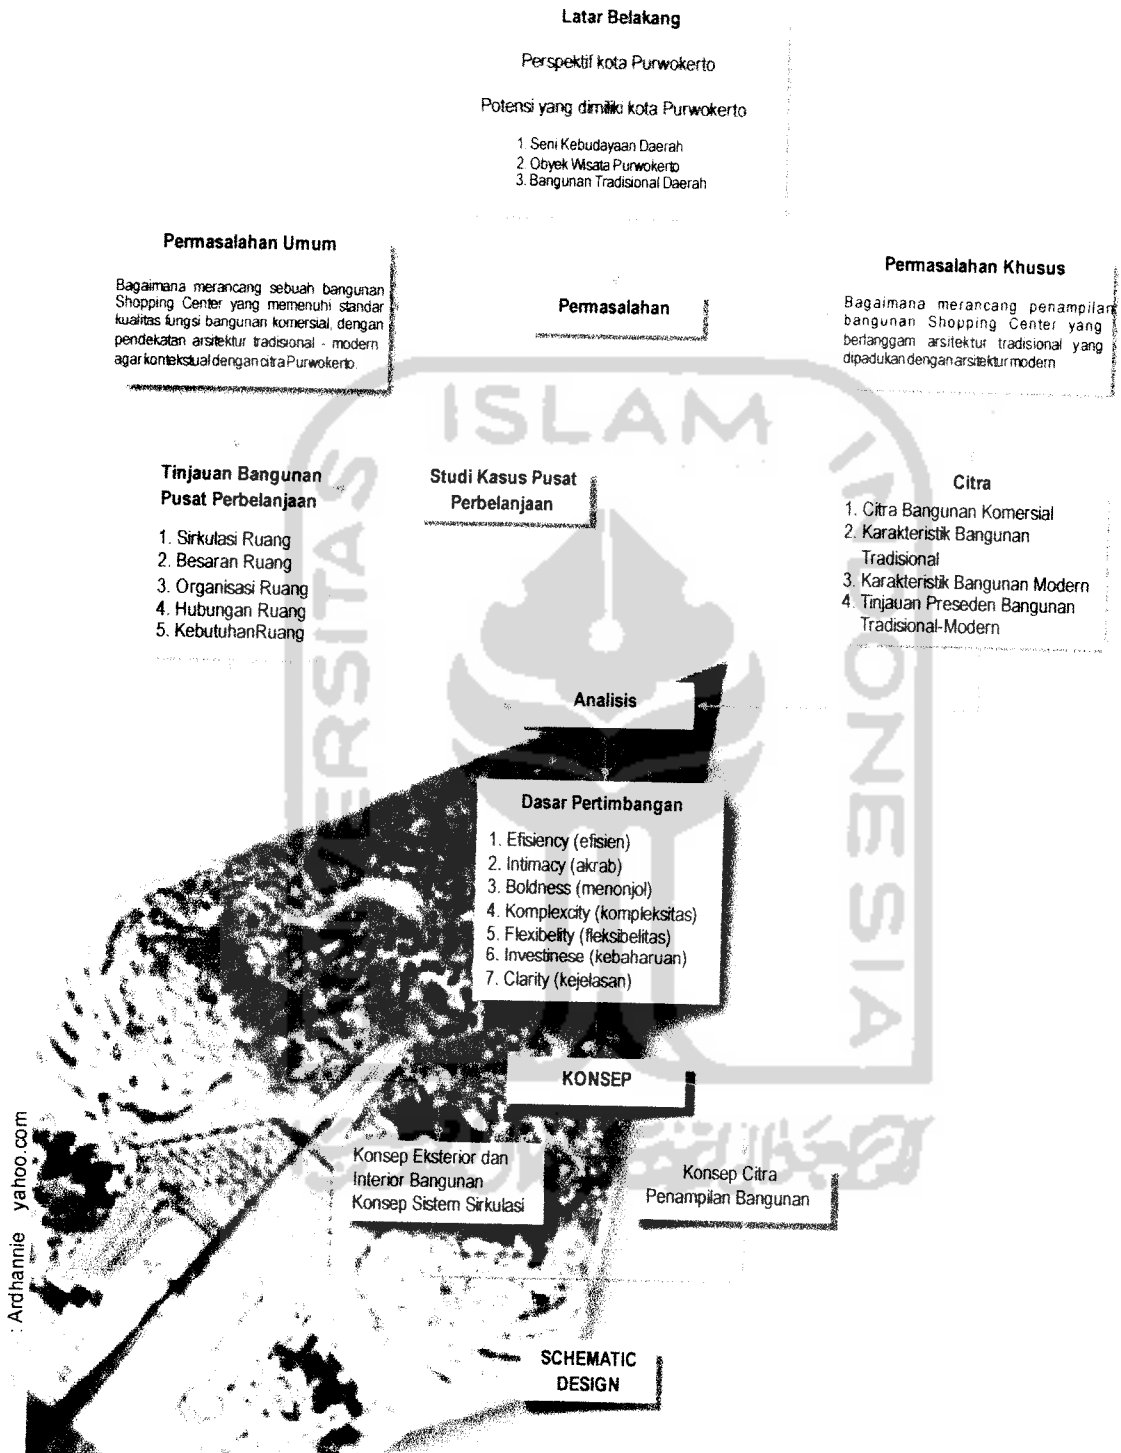 Latar Belakang
Perspektif kota Purwokerto
Potensi yang dimiliki kota Purwokerto
1. Seni Kebudayaan Daerah
2. Obyek Wisata Purwokerto
3. Bangunan Tradisional Daerah
Permasalahan Umum
Bagaimana merancang sebuah bangunan
Shopping Center yang memenuhi standar
kualitas fungsi bangunan komersial, dengan
pendekatan arsitektur tradisional - modern
agar kontekstual dengan citra Purwokerto.
Permasalahan
Permasalahan Khusus
Bagaimana merancang penampilan
bangunan Shopping Center yang
berlanggam arsitektur tradisional yang
dipadukan dengan arsitektur modern
Tinjauan Bangunan
Pusat Perbelanjaan
1. Sirkulasi Ruang
2. Besaran Ruang
3. Organisasi Ruang
4. Hubungan Ruang
5. KebutuhanRuang
Studi Kasus Pusat
Perbelanjaan
Citra
1. Citra Bangunan Komersial
2. Karakteristik Bangunan
Tradisional
3. Karakteristik Bangunan Modern
4. Tinjauan Preseden Bangunan
Tradisional-Modern
Analisis
Dasar Pertimbangan
1. Efisiency (efisien)
2. Intimacy (akrab)
3. Boldness (menonjol)
4. Komplexcity (kompleksitas)
5. Flexibelity (fleksibelitas)
6. Investinese (kebaharuan)
7. Clarity (kejelasan)
KONSEP
Konsep Eksterior dan
Interior Bangunan
Konsep Sistem Sirkulasi
Konsep Citra
Penampilan Bangunan
SCHEMATIC
DESIGN
: Ardhannie yahoo.com
UNIVERSITAS
ISLAM
INDONESIA